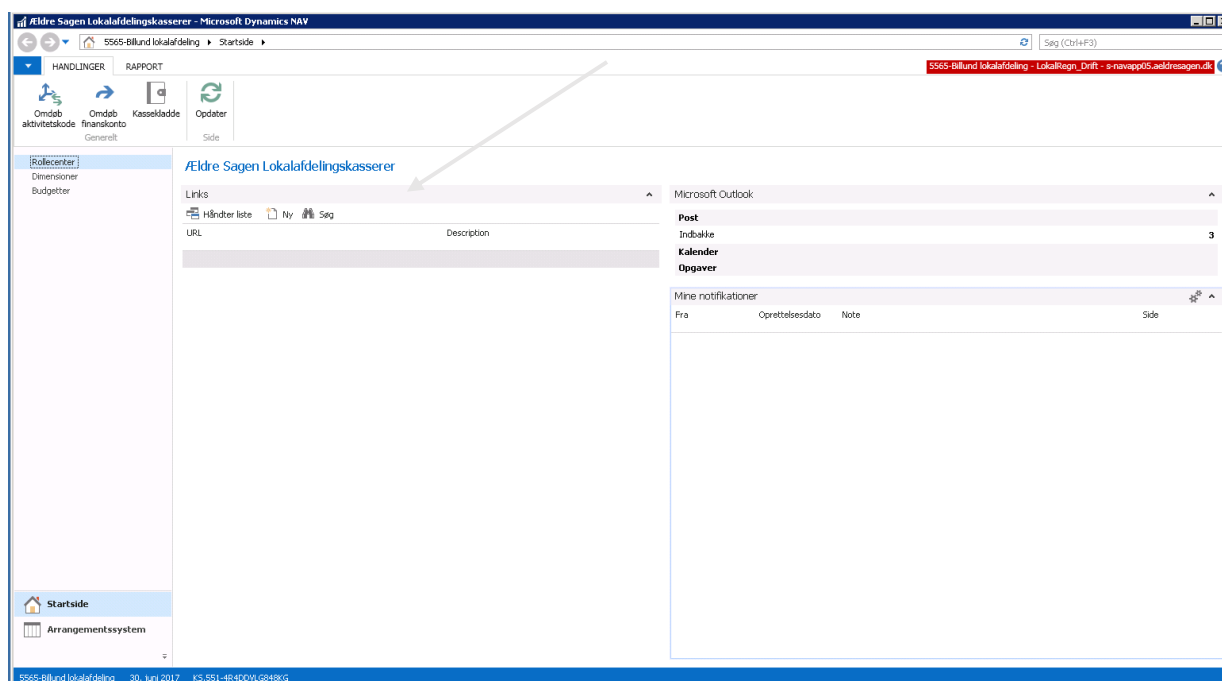 Ældre Sagen Lokalafdelingskasserer - Microsoft Dynamics NAV
5565-Billund lokalafdeling Startside
Søg (Ctrl+F3)
HANDLINGER RAPPORT
5565-Billund lokalafdeling - LokalRegn_Drift - s-navapp05.aeldresagen.dk
Omdøb aktivitetskode
Omdøb finanskonto
Kassekladde
Opdater
Generelt
Side
Rollecenter
Dimensioner
Budgetter
Ældre Sagen Lokalafdelingskasserer
Links
Håndter liste Ny Søg
URL Description
Microsoft Outlook
Post
Indbakke 3
Kalender
Opgaver
Mine notifikationer
Fra Oprettelsesdato Note Side
Startside
Arrangementssystem
5565-Billund lokalafdeling 30. juni 2017 KS.551-4R4DDVLG848KG